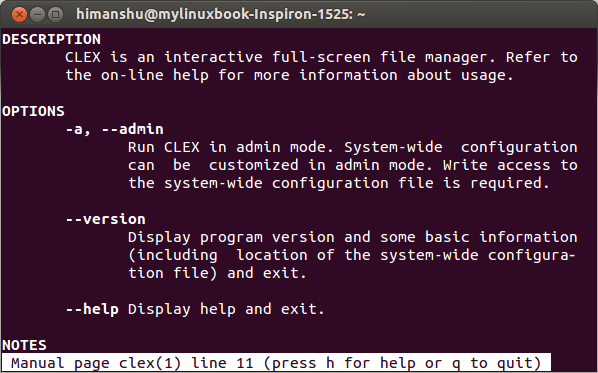 himanshu@mylinuxbook-Inspiron-1525: ~
DESCRIPTION
CLEX is an interactive full-screen file manager. Refer to
the on-line help for more information about usage.
OPTIONS
-a, --admin
Run CLEX in admin mode. System-wide  configuration
can  be  customized in admin mode. Write access to
the system-wide configuration file is required.
--version
Display program version and some basic information
(including  location of the system-wide configura-
tion file) and exit.
--help Display help and exit.
NOTES
Manual page clex(1) line 11 (press h for help or q to quit)